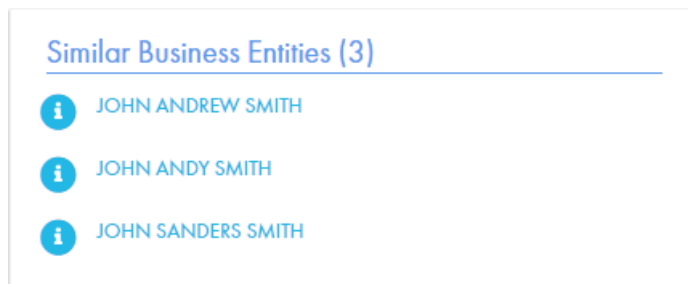 Similar Business Entities (3)
JOHN ANDREW SMITH
JOHN ANDY SMITH
JOHN SANDERS SMITH